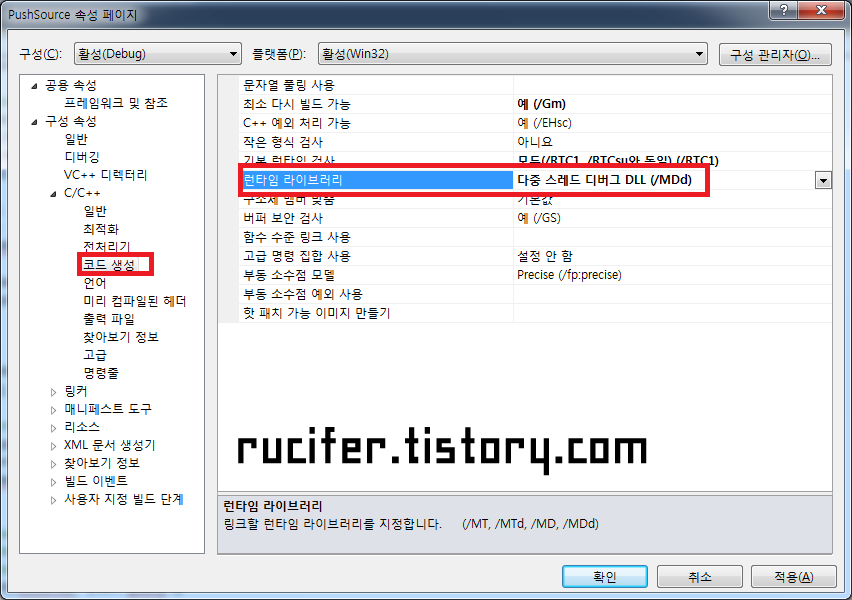 PushSource 속성 페이지
구성(C): 활성(Debug) 플랫폼(P): 활성(Win32) 구성 관리자(O)...
공용 속성
프레임워크 및 참조
구성 속성
일반
디버깅
VC++ 디렉터리
C/C++
일반
최적화
전처리기
코드 생성
언어
미리 컴파일된 헤더
출력 파일
찾아보기 정보
고급
명령줄
링커
매니페스트 도구
리소스
XML 문서 생성기
찾아보기 정보
빌드 이벤트
사용자 지정 빌드 단계
문자열 풀링 사용
최소 다시 빌드 가능 예 (/Gm)
C++ 예외 처리 가능 예 (/EHsc)
작은 형식 검사 아니요
기본 런타임 검사 모두(/RTC1, /RTCsu와 동일) (/RTC1)
런타임 라이브러리 다중 스레드 디버그 DLL (/MDd)
구조체 멤버 맞춤 기본값
버퍼 보안 검사 예 (/GS)
함수 수준 링크 사용
고급 명령 집합 사용 설정 안 함
부동 소수점 모델 Precise (/fp:precise)
부동 소수점 예외 사용
핫 패치 가능 이미지 만들기
rucifer.tistory.com
런타임 라이브러리
링크할 런타임 라이브러리를 지정합니다. (/MT, /MTd, /MD, /MDd)
확인 취소 적용(A)